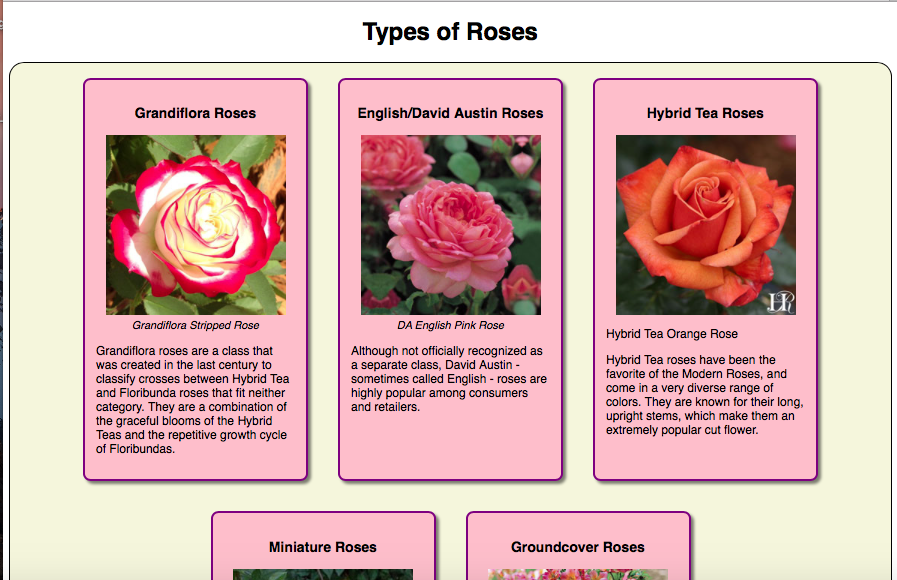 Types of Roses
Grandiflora Roses
Grandiflora Stripped Rose
Grandiflora roses are a class that
was created in the last century to
classify crosses between Hybrid Tea
and Floribunda roses that fit neither
category. They are a combination of
the graceful blooms of the Hybrid
Teas and the repetitive growth cycle
of Floribundas.
English/David Austin Roses
DA English Pink Rose
Although not officially recognized as
a separate class, David Austin -
sometimes called English - roses are
highly popular among consumers
and retailers.
Hybrid Tea Roses
HR
Hybrid Tea Orange Rose
Hybrid Tea roses have been the
favorite of the Modern Roses, and
come in a very diverse range of
colors. They are known for their long,
upright stems, which make them an
extremely popular cut flower.
Miniature Roses
Groundcover Roses